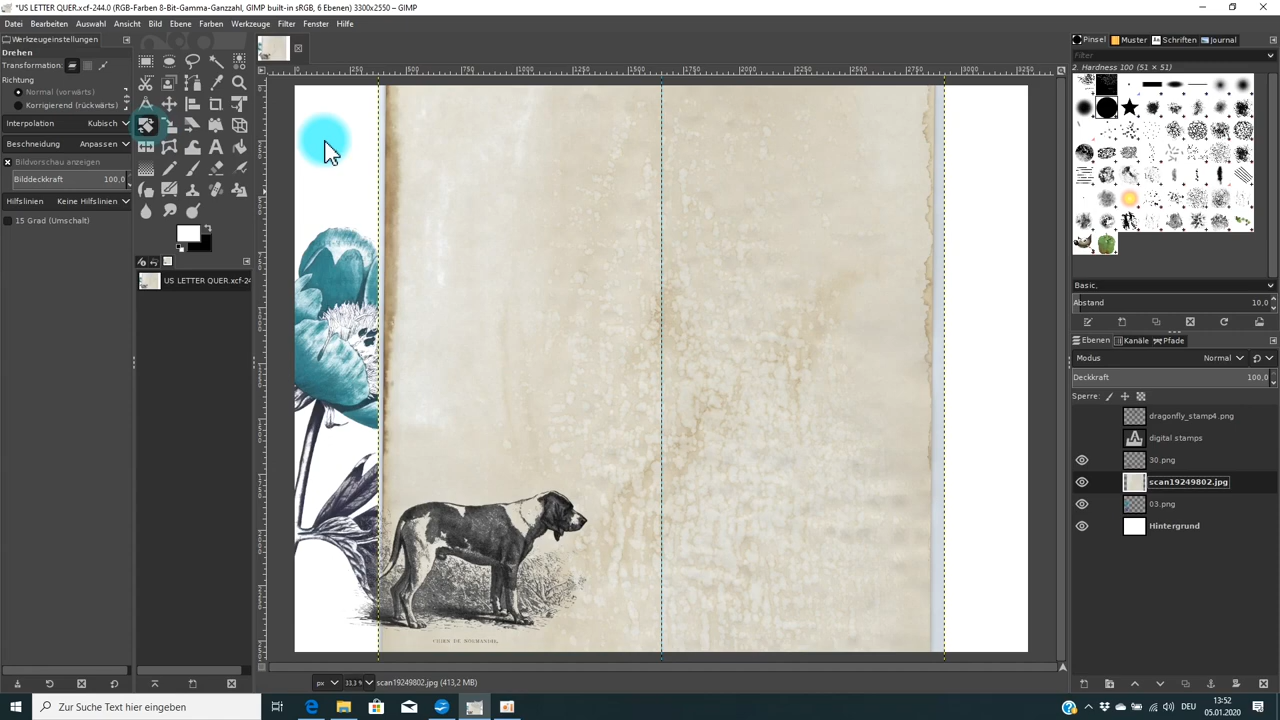 *US LETTER QUER.xcf-244.0 (RGB-Farben 8-Bit-Gamma-Ganzzahl, GIMP built-in sRGB, 6 Ebenen) 3300x2550 – GIMP
Datei Bearbeiten Auswahl Ansicht Bild Ebene Farben Werkzeuge Filter Fenster Hilfe
Werkzeugeinstellungen
Drehen
Transformation:
Richtung
Normal (vorwärts)
Korrigierend (rückwärts)
Interpolation Kubisch
Beschneidung Anpassen
Bildvorschau anzeigen
Bilddeckkraft 100,0
Hilfslinien Keine Hilfslinien
15 Grad (Umschalt)
US LETTER QUER.xcf-24
Pinsel Muster Schriften Journal
Filter
2. Hardness 100 (51 × 51)
Basic,
Abstand 10,0
Ebenen Kanäle Pfade
Modus Normal
Deckkraft 100,0
Sperre:
dragonfly_stamp4.png
digital stamps
30.png
scan19249802.jpg
03.png
Hintergrund
px 33,3 % scan19249802.jpg (413,2 MB)
Zur Suche Text hier eingeben
DEU
13:52
05.01.2020